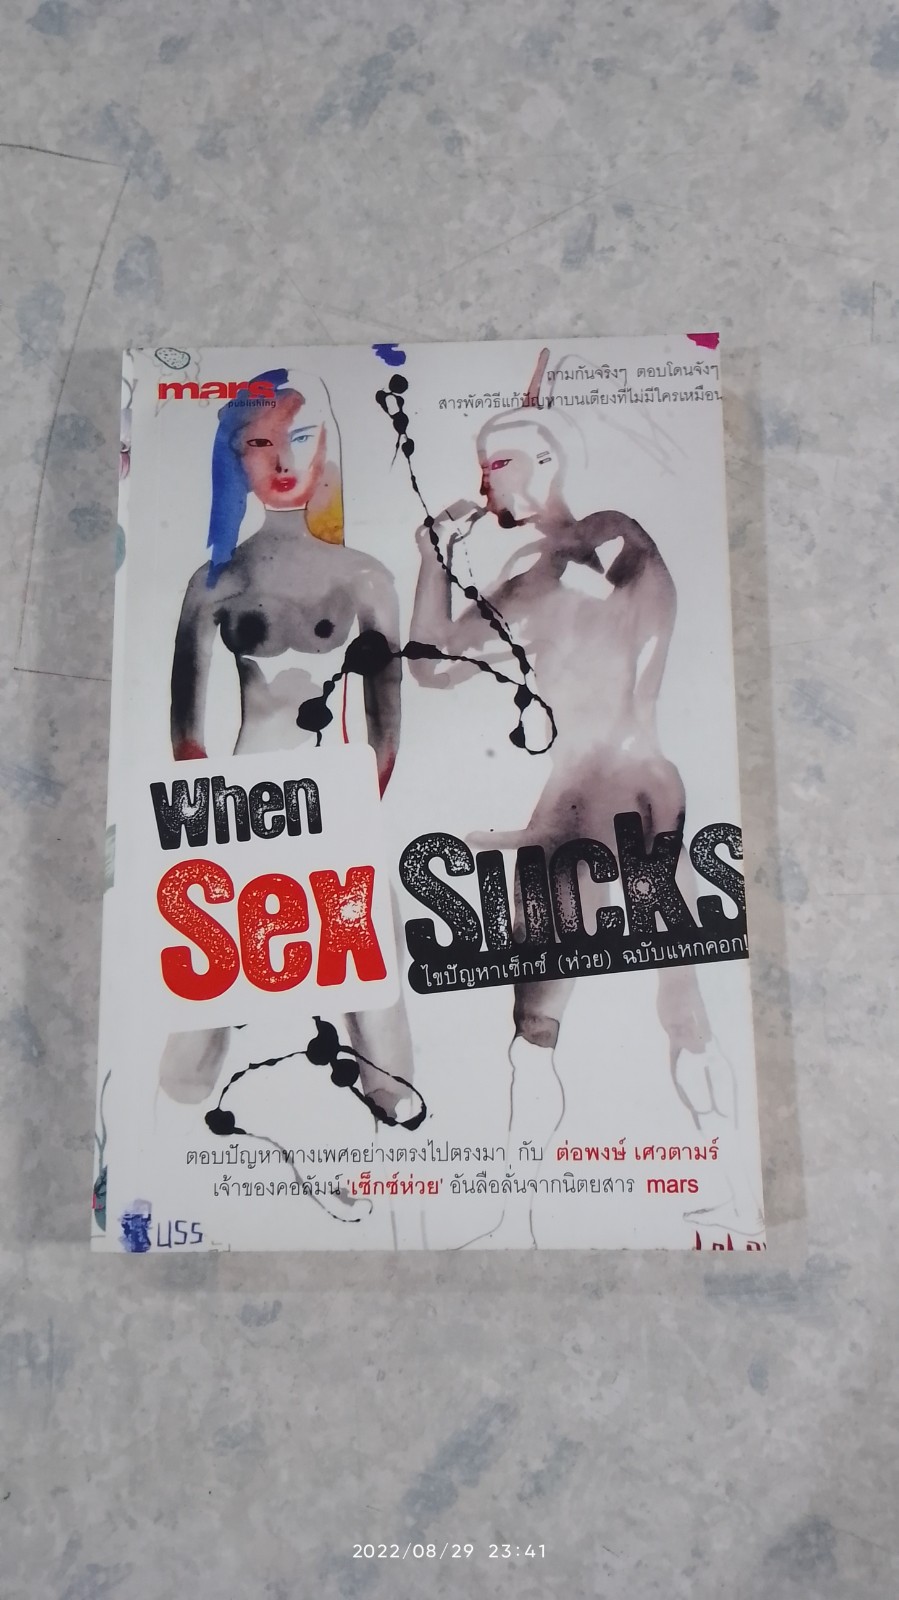 mars
publishing
ถามกันจริงๆ ตอบโดนจังๆ
สารพัดวิธีแก้ปัญหาบนเตียงที่ไม่มีใครเหมือน
When
Sex Sucks
ไขปัญหาเซ็กซ์ (ห่วย) ฉบับแหกคอก!
ตอบปัญหาทางเพศอย่างตรงไปตรงมา กับ ต่อพงษ์ เศวตามร์
เจ้าของคอลัมน์ 'เซ็กซ์ห่วย' อันลือลั่นจากนิตยสาร mars
USS
2022/08/29 23:41